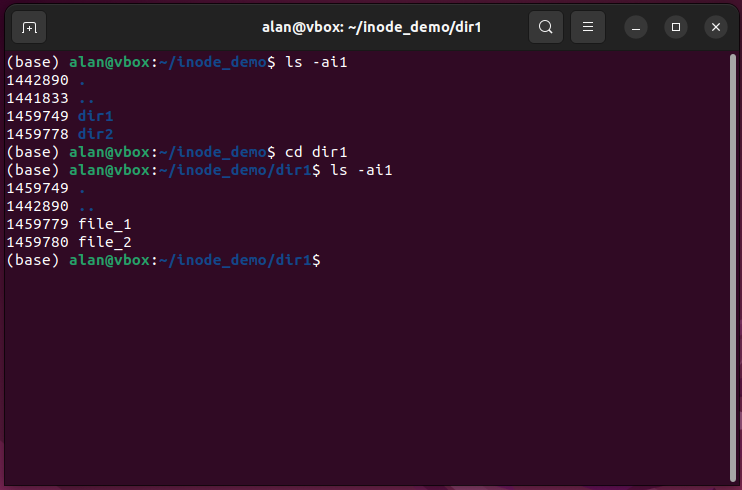 alan@vbox: ~/inode_demo/dir1
(base) alan@vbox:~/inode_demo$ ls -ai1
1442890 .
1441833 ..
1459749 dir1
1459778 dir2
(base) alan@vbox:~/inode_demo$ cd dir1
(base) alan@vbox:~/inode_demo/dir1$ ls -ai1
1459749 .
1442890 ..
1459779 file_1
1459780 file_2
(base) alan@vbox:~/inode_demo/dir1$